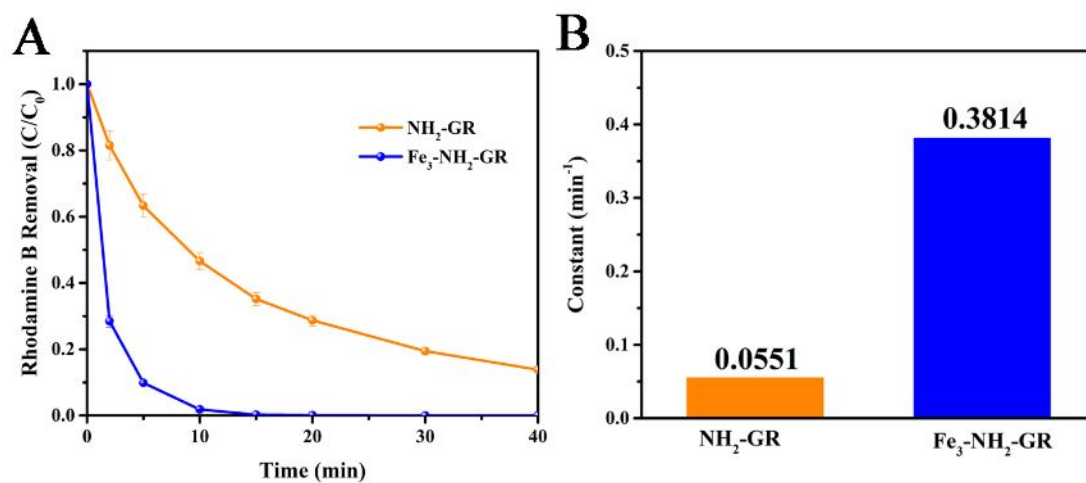 A
Rhodamine B Removal (C/C₀)
1.0
0.8
0.6
0.4
0.2
0.0
NH₂-GR
Fe₃-NH₂-GR
0
10
20
30
40
Time (min)
B
Constant (min⁻¹)
0.5
0.4
0.3
0.2
0.1
0.0
0.0551
0.3814
NH₂-GR
Fe₃-NH₂-GR